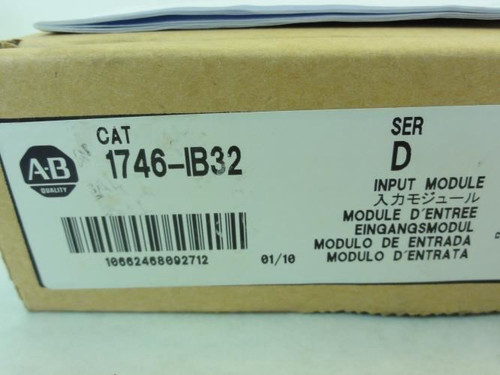 CAT
1746-IB32
SER
D
A-B
QUALITY
INPUT MODULE
入力モジュール
MODULE D'ENTREE
EINGANGSMODUL
MODULO DE ENTRADA
MODULO D'ENTRATA
10662468092712
01/10